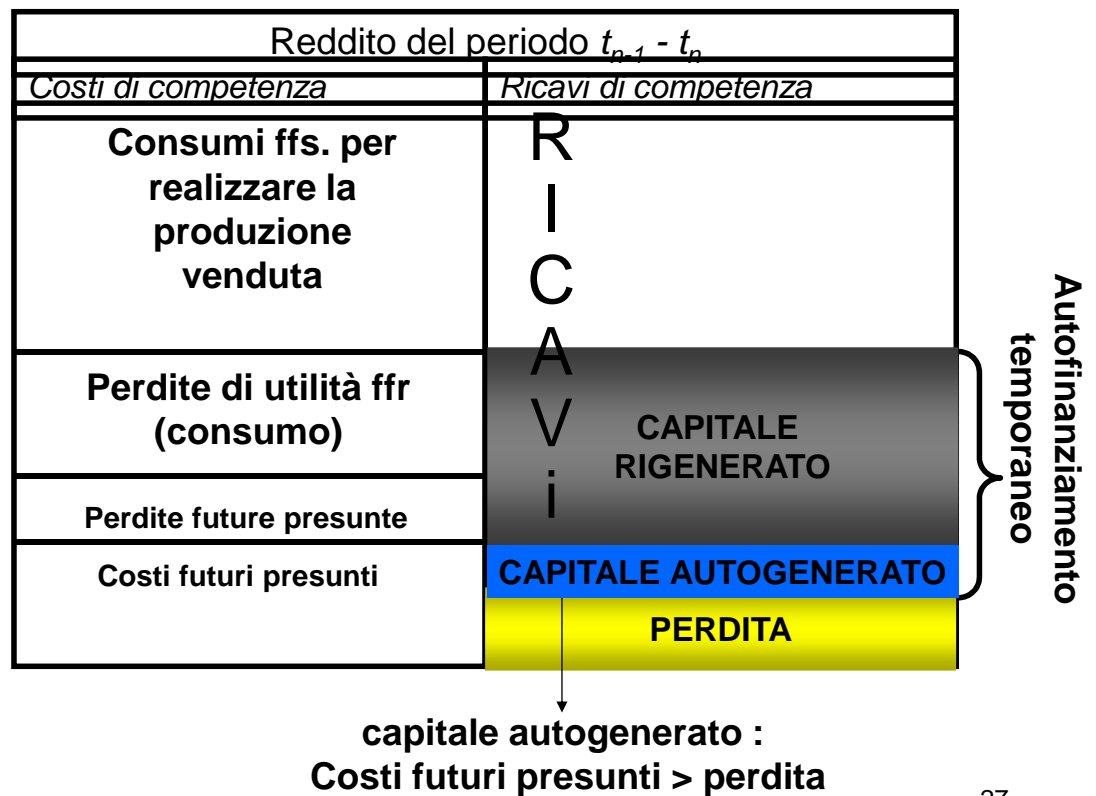 Reddito del periodo tn-1 - tn
Costi di competenza
Ricavi di competenza
Consumi ffs. per
realizzare la
produzione
venduta
Perdite di utilità ffr
(consumo)
Perdite future presunte
Costi futuri presunti
R
I
C
A
V
i
CAPITALE
RIGENERATO
CAPITALE AUTOGENERATO
PERDITA
Autofinanziamento
temporaneo
capitale autogenerato :
Costi futuri presunti > perdita